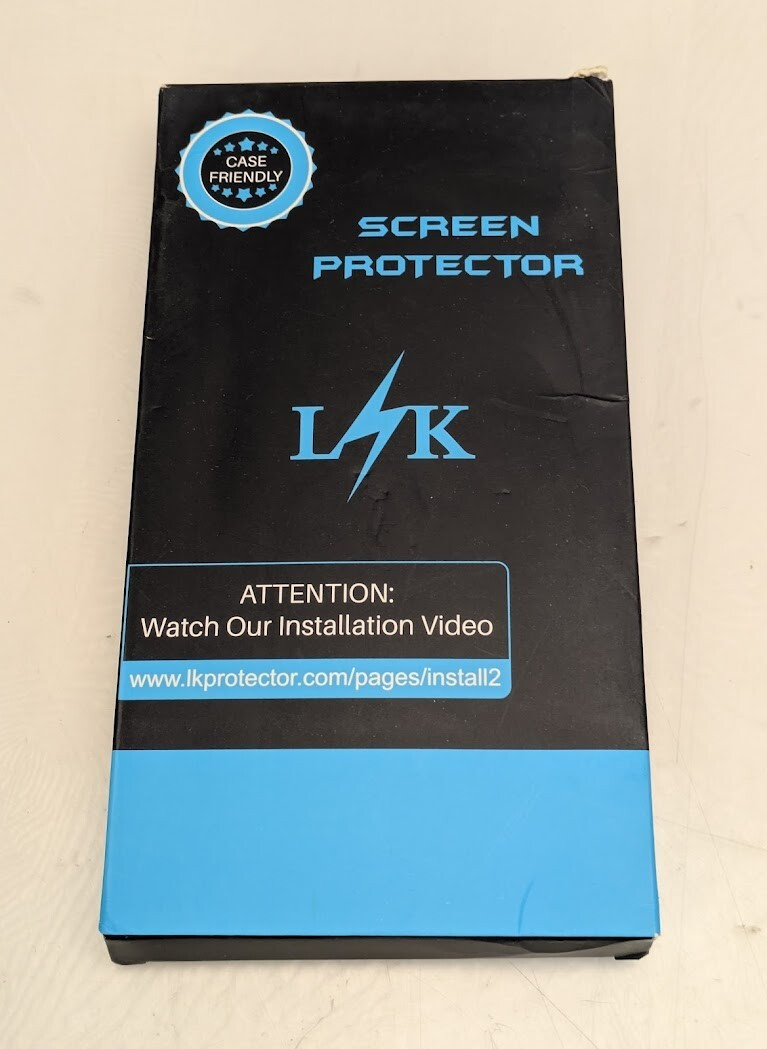 CASE
FRIENDLY
SCREEN
PROTECTOR
LK
ATTENTION:
Watch Our Installation Video
www.lkprotector.com/pages/install2